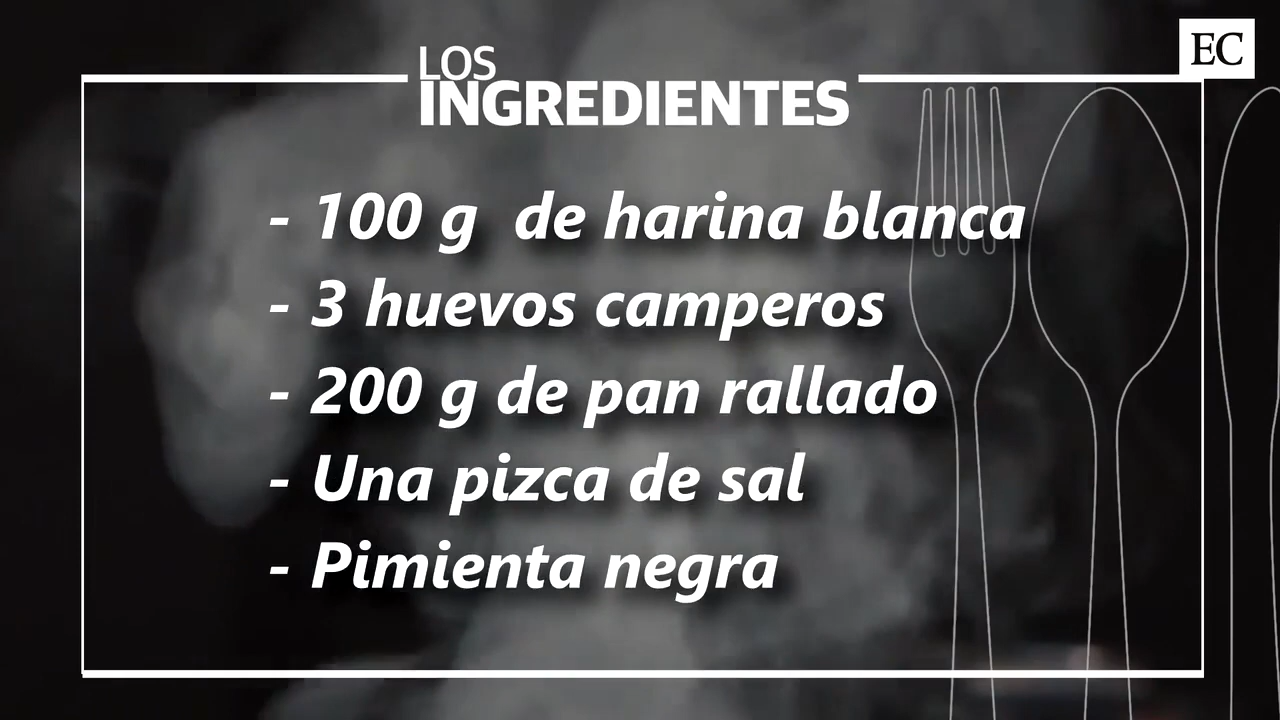 EC
LOS
INGREDIENTES
- 100 g  de harina blanca
- 3 huevos camperos
- 200 g de pan rallado
- Una pizca de sal
- Pimienta negra